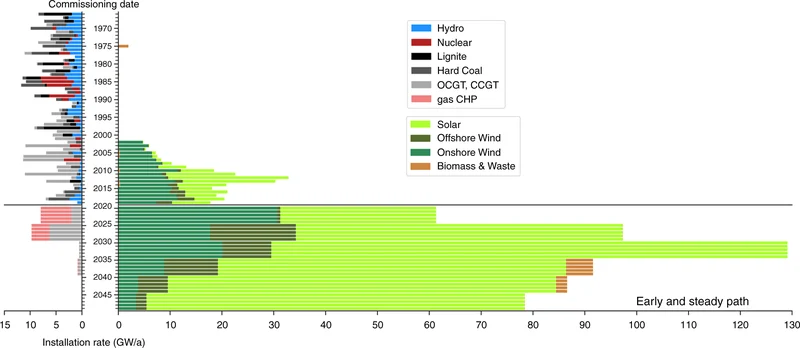 Commissioning date
1970
1975
1980
1985
1990
1995
2000
2005
2010
2015
2020
2025
2030
2035
2040
2045
Hydro
Nuclear
Lignite
Hard Coal
OCGT, CCGT
gas CHP
Solar
Offshore Wind
Onshore Wind
Biomass & Waste
Early and steady path
15 10 5 0 0 10 20 30 40 50 60 70 80 90 100 110 120 130
Installation rate (GW/a)